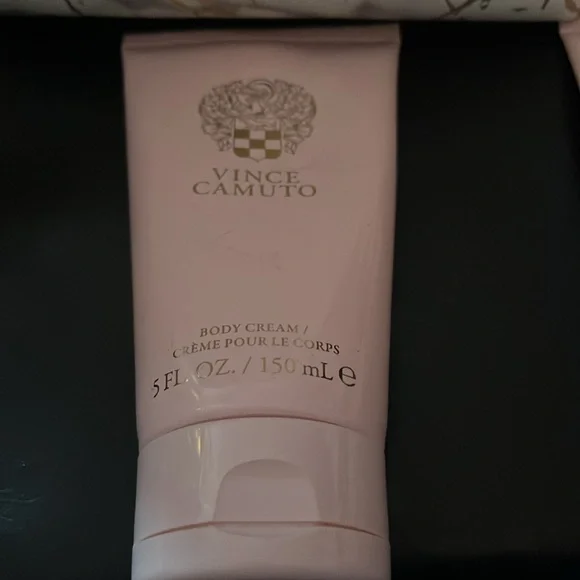 VINCE
CAMUTO
BODY CREAM /
CRÈME POUR LE CORPS
5 FL. OZ. / 150 mL ℮